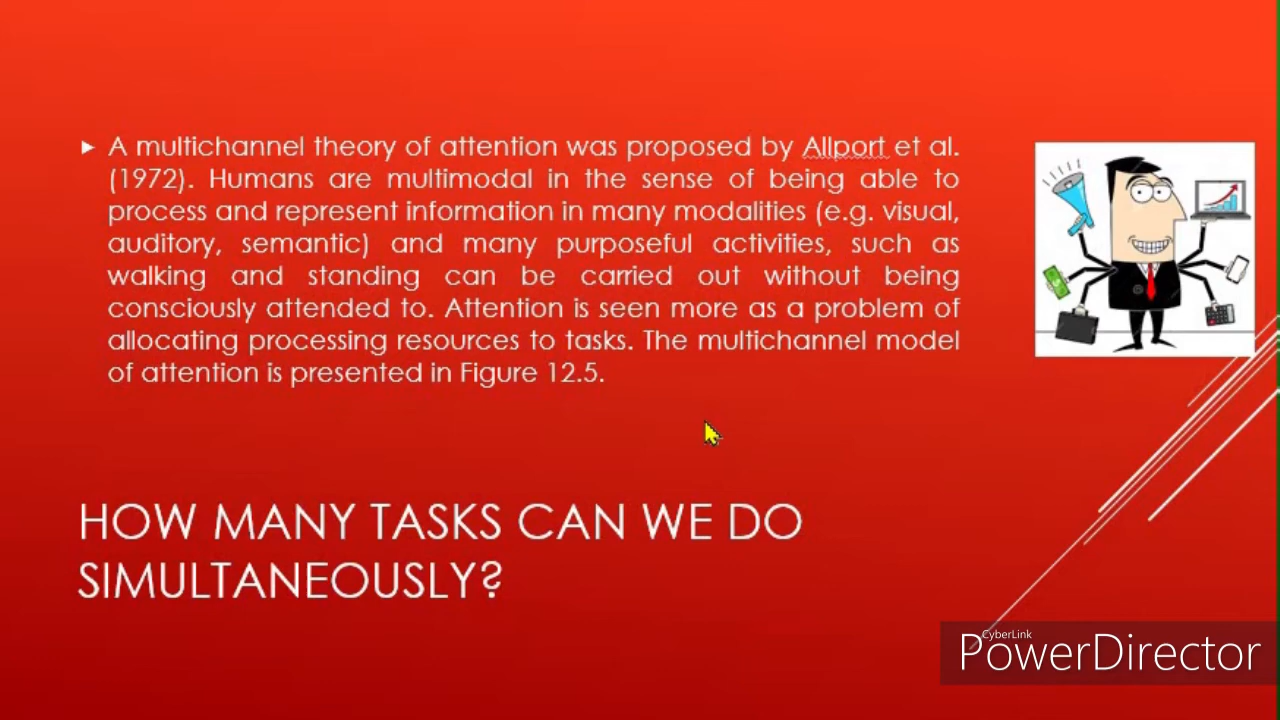 A multichannel theory of attention was proposed by Allport et al.
(1972). Humans are multimodal in the sense of being able to
process and represent information in many modalities (e.g. visual,
auditory, semantic) and many purposeful activities, such as
walking and standing can be carried out without being
consciously attended to. Attention is seen more as a problem of
allocating processing resources to tasks. The multichannel model
of attention is presented in Figure 12.5.
HOW MANY TASKS CAN WE DO
SIMULTANEOUSLY?
CyberLink
PowerDirector